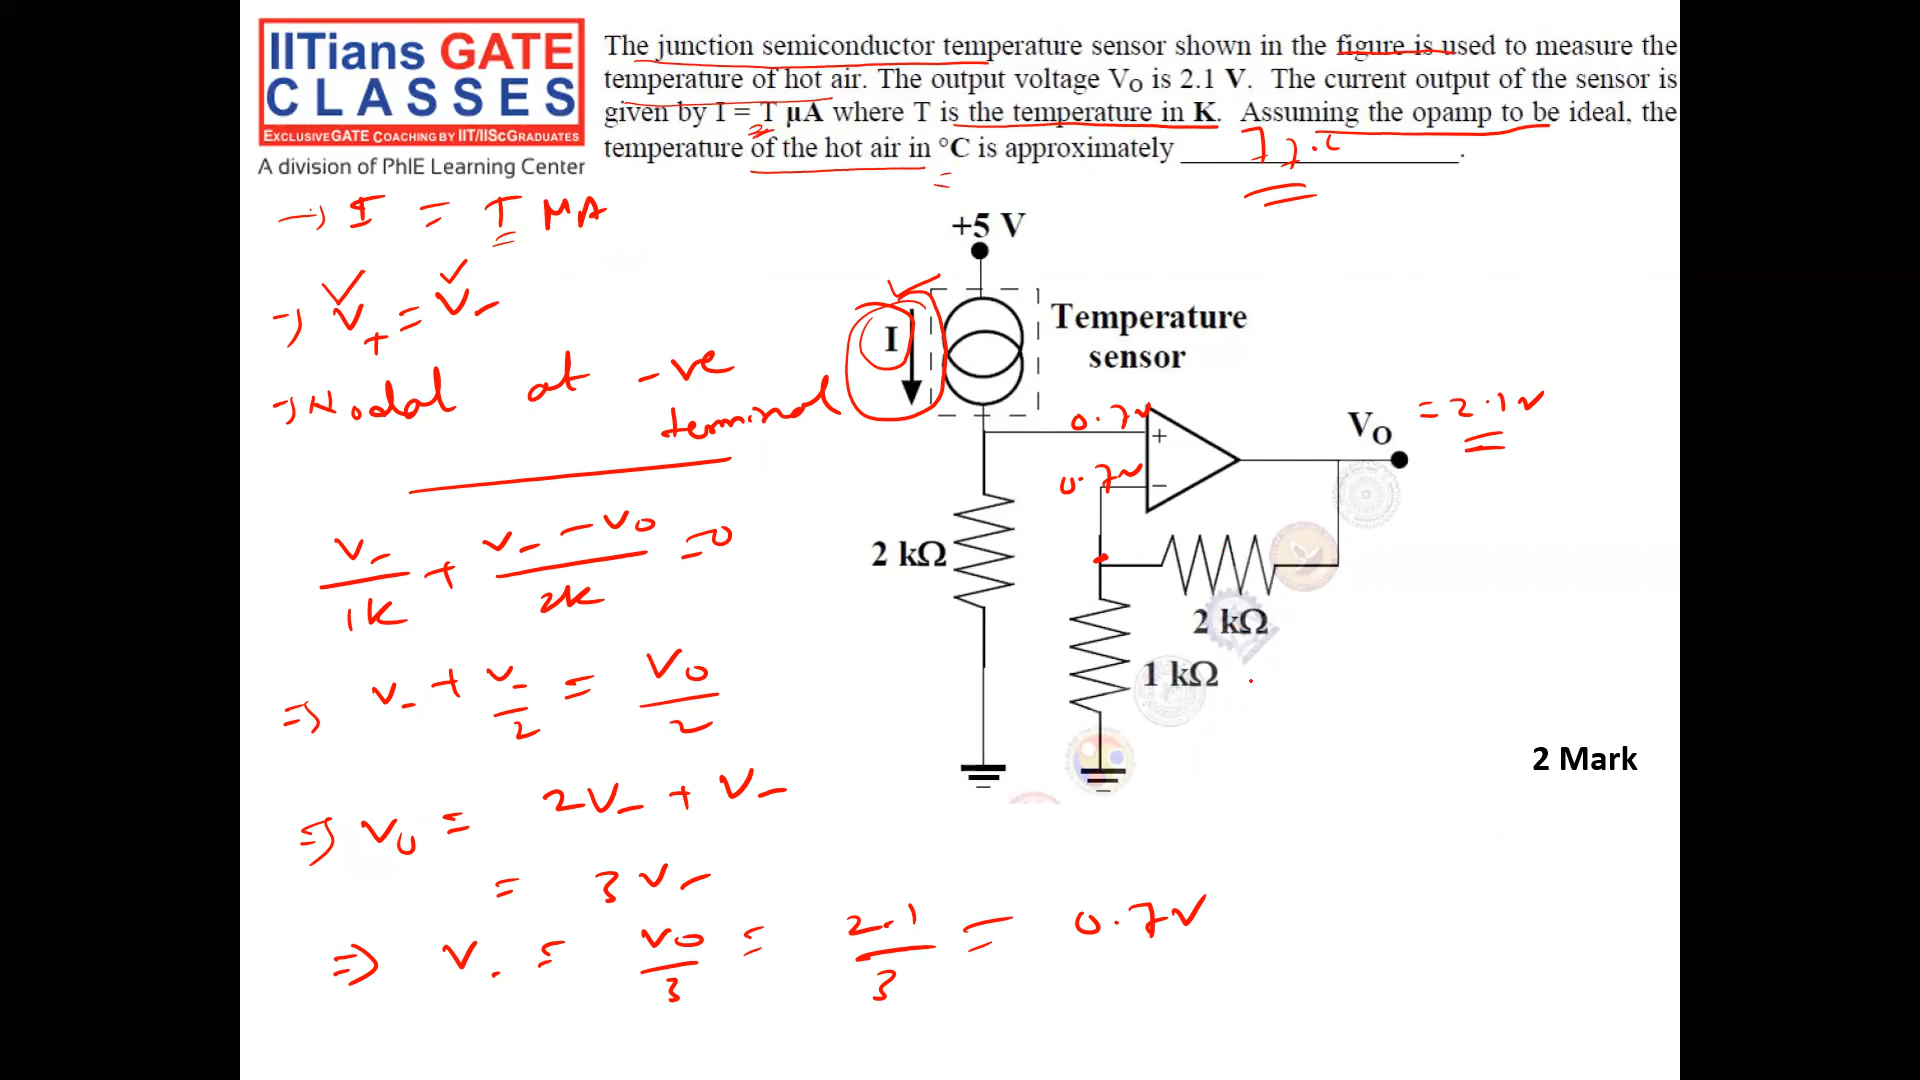 IITians GATE
CLASSES
EXCLUSIVE GATE COACHING BY IIT/IISc GRADUATES
A division of PhIE Learning Center
The junction semiconductor temperature sensor shown in the figure is used to measure the
temperature of hot air. The output voltage VO is 2.1 V. The current output of the sensor is
given by I = T µA where T is the temperature in K. Assuming the opamp to be ideal, the
temperature of the hot air in °C is approximately ____________________.
→ I = T µA
⇒ V+ = V-
⇒ Nodal at -ve
terminal
V-/1K + (V- - V0)/2K = 0
⇒ V- + V-/2 = V0/2
⇒ V0 = 2V- + V-
= 3V-
⇒ V- = V0/3 = 2.1/3 = 0.7V
+5 V
I
Temperature
sensor
0.7V
+
0.7V
−
VO
= 2.1V
2 kΩ
2 kΩ
1 kΩ
2 Mark